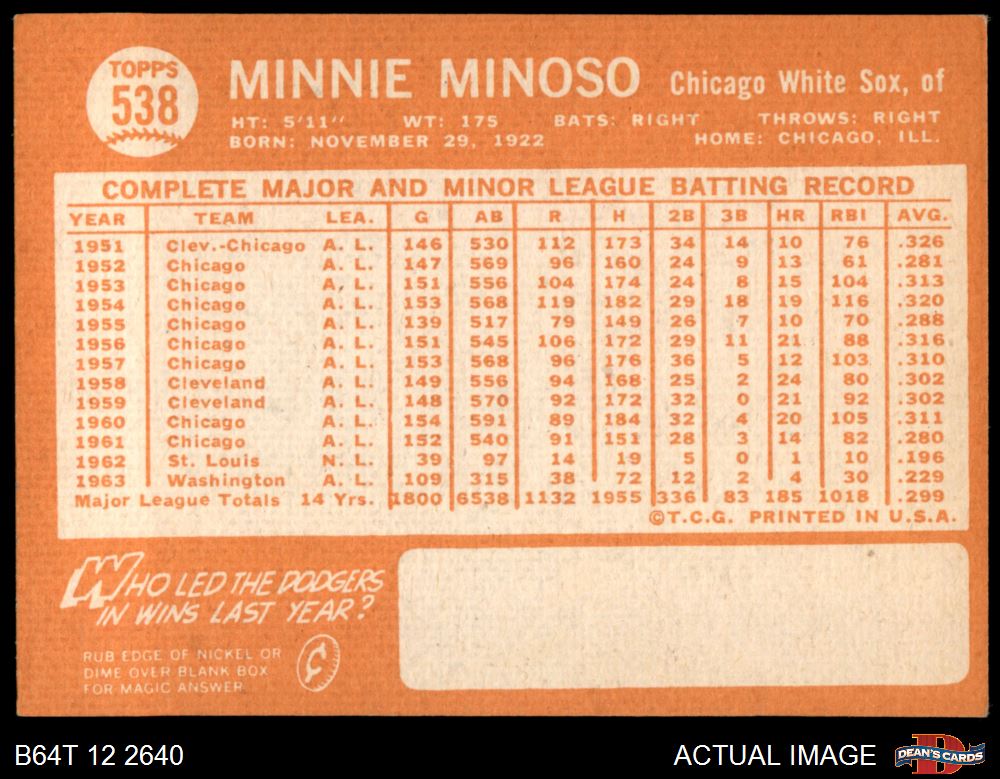 TOPPS
538
MINNIE MINOSO Chicago White Sox, of
HT: 5'11" WT: 175 BATS: RIGHT THROWS: RIGHT
BORN: NOVEMBER 29, 1922 HOME: CHICAGO, ILL.
COMPLETE MAJOR AND MINOR LEAGUE BATTING RECORD
YEAR TEAM LEA. G AB R H 2B 3B HR RBI AVG.
1951 Clev.-Chicago A. L. 146 530 112 173 34 14 10 76 .326
1952 Chicago A. L. 147 569 96 160 24 9 13 61 .281
1953 Chicago A. L. 151 556 104 174 24 8 15 104 .313
1954 Chicago A. L. 153 568 119 182 29 18 19 116 .320
1955 Chicago A. L. 139 517 79 149 26 7 10 70 .288
1956 Chicago A. L. 151 545 106 172 29 11 21 88 .316
1957 Chicago A. L. 153 568 96 176 36 5 12 103 .310
1958 Cleveland A. L. 149 556 94 168 25 2 24 80 .302
1959 Cleveland A. L. 148 570 92 172 32 0 21 92 .302
1960 Chicago A. L. 154 591 89 184 32 4 20 105 .311
1961 Chicago A. L. 152 540 91 151 28 3 14 82 .280
1962 St. Louis N. L. 39 97 14 19 5 0 1 10 .196
1963 Washington A. L. 109 315 38 72 12 2 4 30 .229
Major League Totals 14 Yrs. 1800 6538 1132 1955 336 83 185 1018 .299
©T.C.G. PRINTED IN U.S.A.
WHO LED THE DODGERS
IN WINS LAST YEAR?
RUB EDGE OF NICKEL OR
DIME OVER BLANK BOX
FOR MAGIC ANSWER
B64T 12 2640 ACTUAL IMAGE DEAN'S CARDS